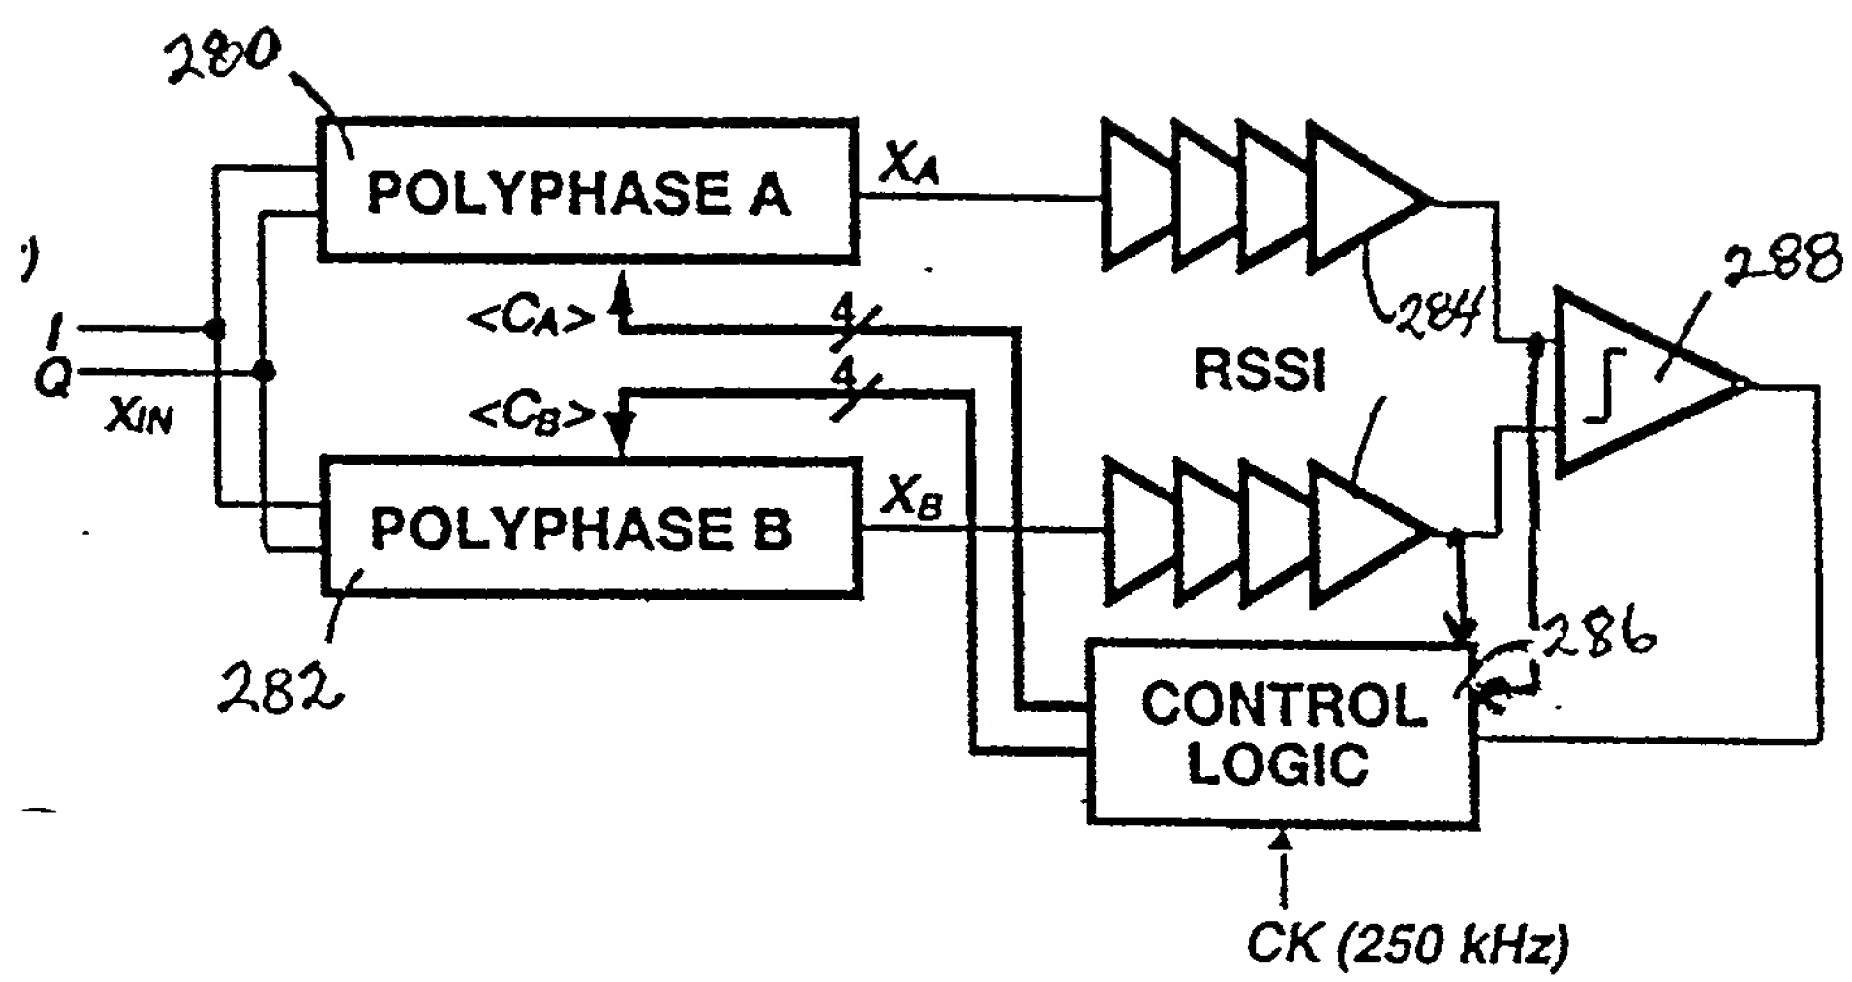 280
POLYPHASE A
XA
288
<CA>
4
284
I
Q
XIN
RSSI
4
<CB>
POLYPHASE B
XB
282
286
CONTROL
LOGIC
CK (250 kHz)